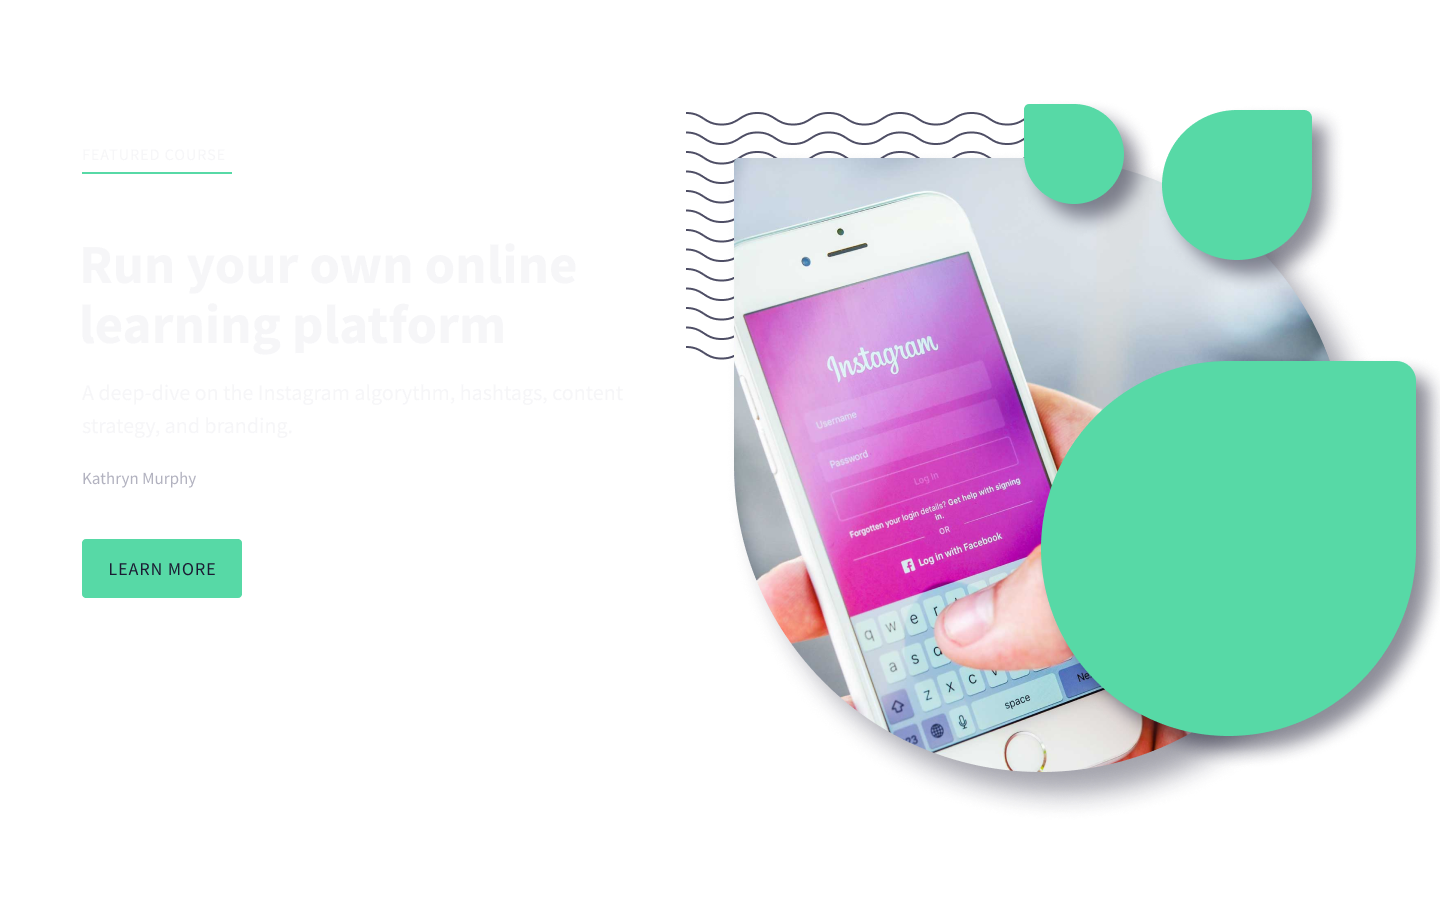 FEATURED COURSE
Run your own online
learning platform
A deep-dive on the Instagram algorythm, hashtags, content
strategy, and branding.
Kathryn Murphy
LEARN MORE
Instagram
Username
Password
Log in
Forgotten your login details? Get help with signing
in.
OR
Log in with Facebook
q w e r
a s
z x c
space